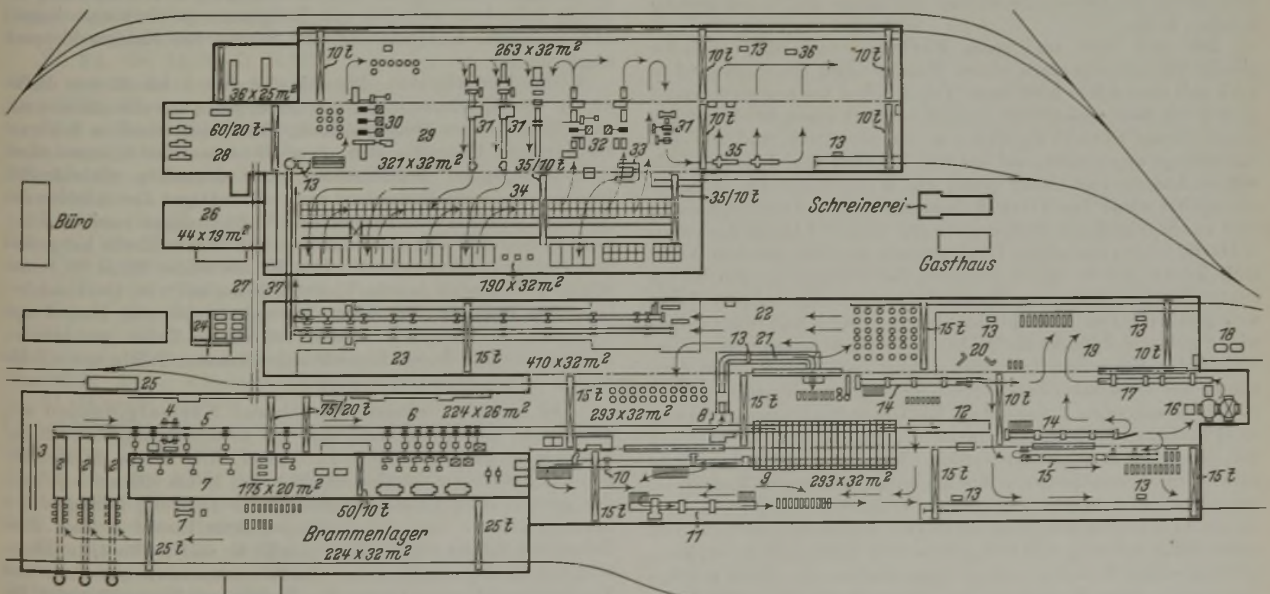 10 t
263 x 32 m²
10 t
13
36
10 t
36 x 25 m²
60/20 t
30
29
31
31
32
31
10 t
10 t
28
33
35
13
13
321 x 32 m²
35/10 t
34
35/10 t
Büro
26
44 x 19 m²
Schreinerei
Gasthaus
27
37
190 x 32 m²
24
22
15 t
13
13
18
23
15 t
13
21
20
19
10 t
410 x 32 m²
25
75/20 t
15 t
293 x 32 m²
8
15 t
14
12
10 t
17
16
4
5
6
224 x 26 m²
14
3
2
2
2
15
7
175 x 20 m²
10
9
293 x 32 m²
15 t
15 t
1
50/10 t
15 t
11
13
13
25 t
Brammenlager
224 x 32 m²
25 t